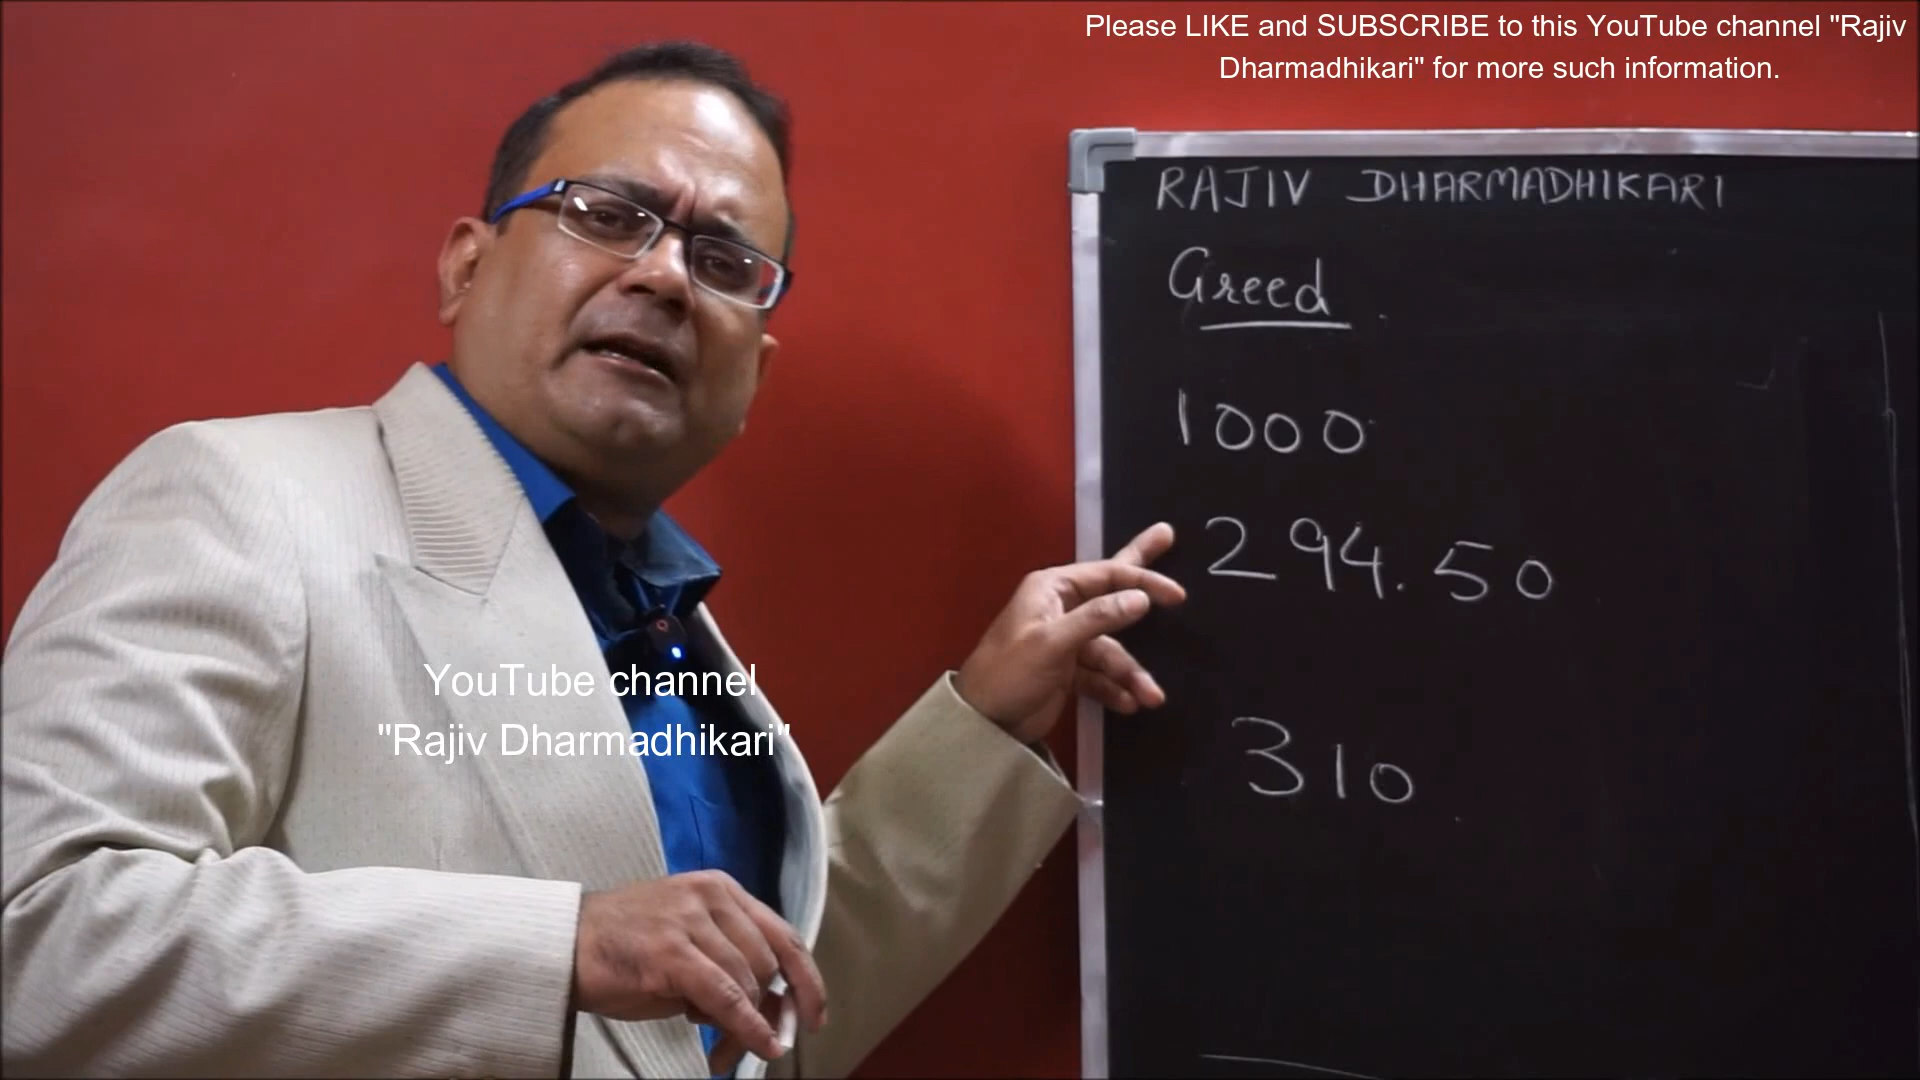 Please LIKE and SUBSCRIBE to this YouTube channel "Rajiv
Dharmadhikari" for more such information.
RAJIV DHARMADHIKARI
Greed
1000
294.50
310
YouTube channel
"Rajiv Dharmadhikari"